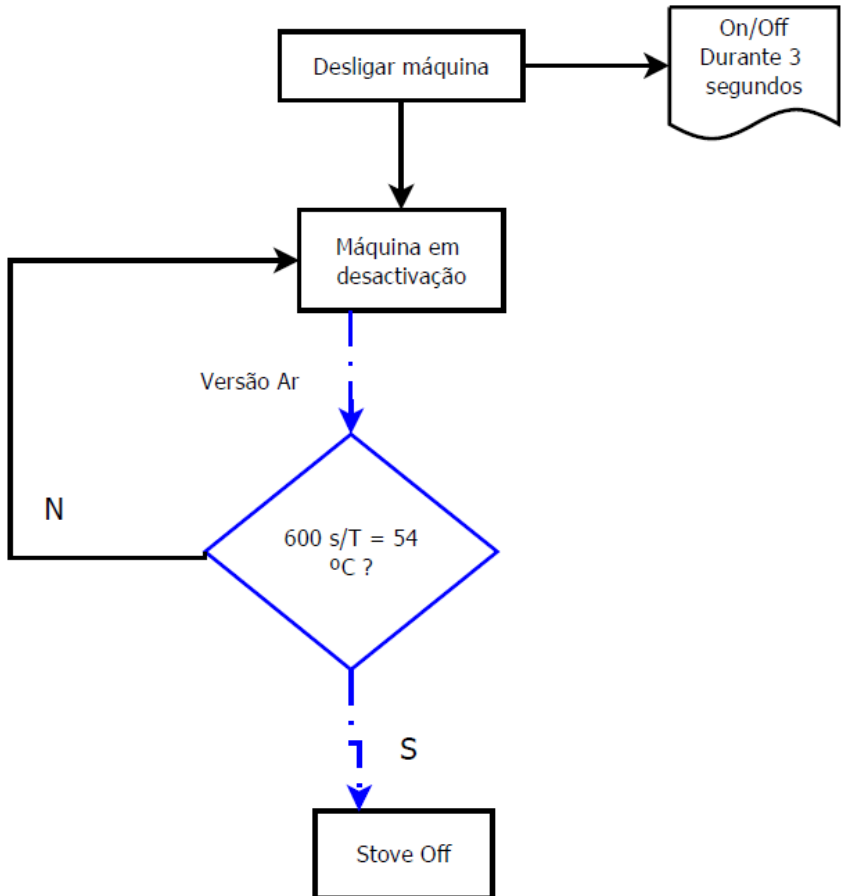 On/Off
Durante 3
segundos
Desligar máquina
Máquina em
desactivação
Versão Ar
N
600 s/T = 54
ºC ?
S
Stove Off